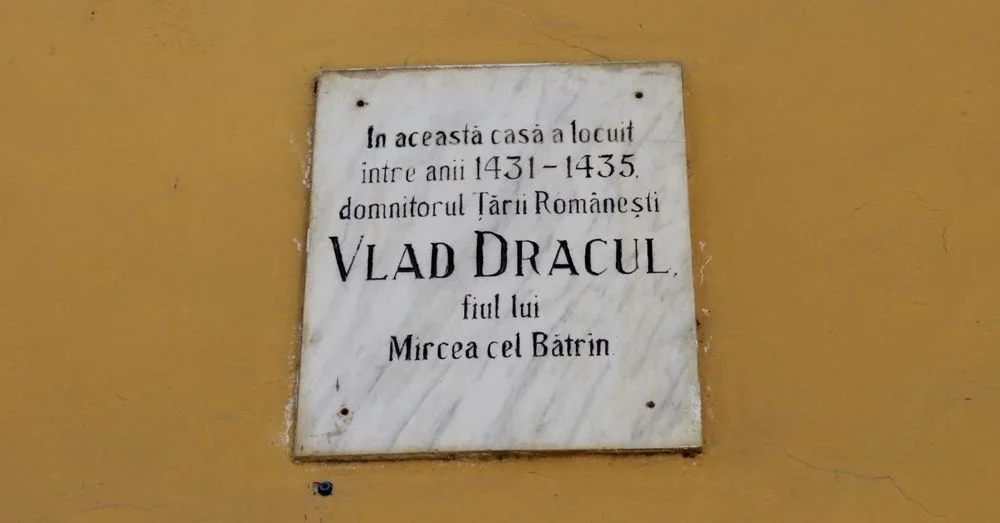 In această casă a locuit
între anii 1431-1435,
domnitorul Țării Românești
VLAD DRACUL,
fiul lui
Mircea cel Bătrîn